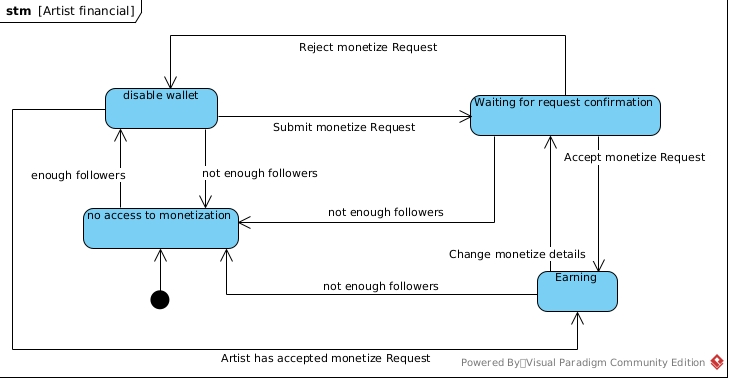 stm [Artist financial]
Reject monetize Request
disable wallet
Waiting for request confirmation
Submit monetize Request
Accept monetize Request
enough followers
not enough followers
no access to monetization
not enough followers
Change monetize details
Earning
not enough followers
Artist has accepted monetize Request
Powered By Visual Paradigm Community Edition